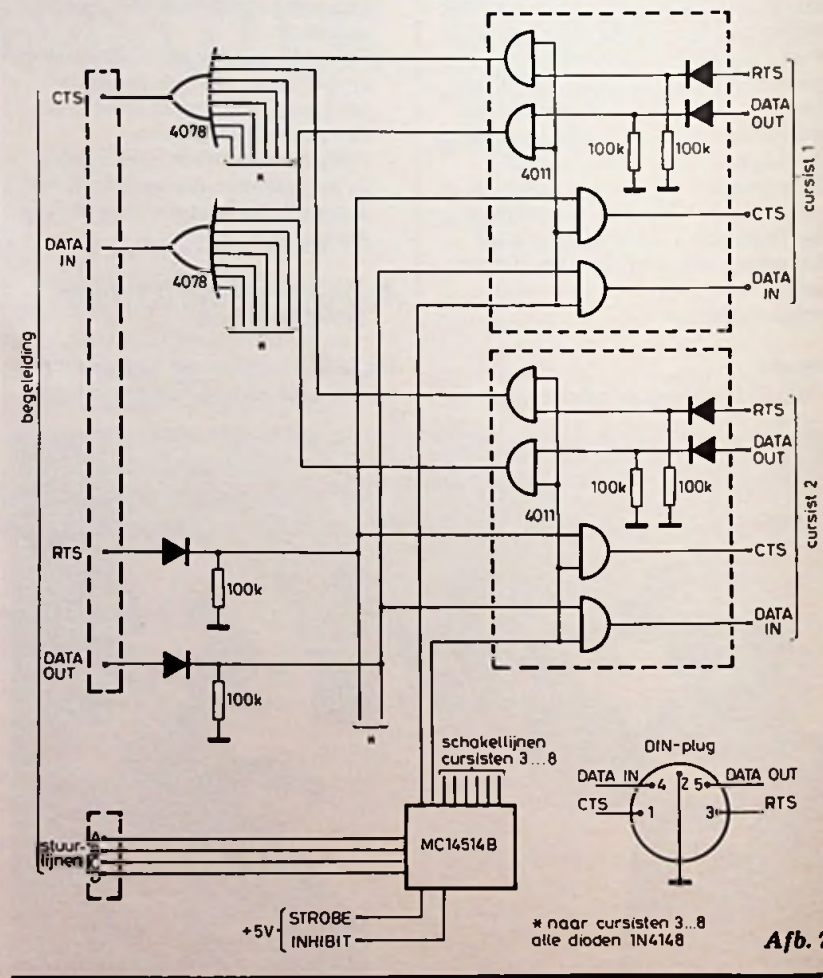 RTS
DATA
OUT
100k
100k
4011
CTS
DATA
IN
cursist 1
CTS
4078
*
DATA
IN
4078
*
begeleiding
RTS
DATA
OUT
100k
100k
4011
CTS
DATA
IN
cursist 2
RTS
100k
DATA
OUT
100k
*
schakellijnen
cursisten 3...8
MC14514B
stuur-
lijnen
+5V
STROBE
INHIBIT
DIN-plug
DATA IN
4
2
5
DATA OUT
CTS
1
3
RTS
* naar cursisten 3...8
alle dioden 1N4148
Afb.